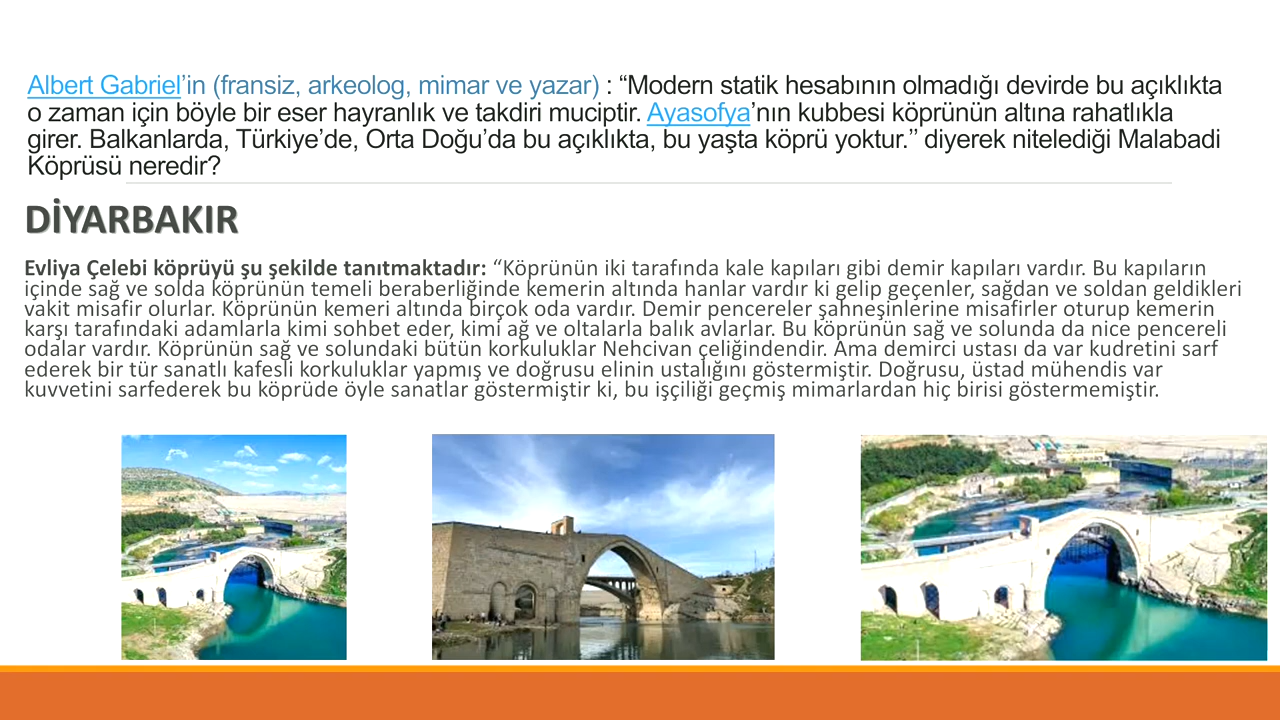 Albert Gabriel’in (fransiz, arkeolog, mimar ve yazar) : “Modern statik hesabının olmadığı devirde bu açıklıkta
o zaman için böyle bir eser hayranlık ve takdiri muciptir. Ayasofya’nın kubbesi köprünün altına rahatlıkla
girer. Balkanlarda, Türkiye’de, Orta Doğu’da bu açıklıkta, bu yaşta köprü yoktur.’’ diyerek nitelediği Malabadi
Köprüsü neredir?
DİYARBAKIR
Evliya Çelebi köprüyü şu şekilde tanıtmaktadır: “Köprünün iki tarafında kale kapıları gibi demir kapıları vardır. Bu kapıların
içinde sağ ve solda köprünün temeli beraberliğinde kemerin altında hanlar vardır ki gelip geçenler, sağdan ve soldan geldikleri
vakit misafir olurlar. Köprünün kemeri altında birçok oda vardır. Demir pencereler şahneşinlerine misafirler oturup kemerin
karşı tarafındaki adamlarla kimi sohbet eder, kimi ağ ve oltalarla balık avlarlar. Bu köprünün sağ ve solunda da nice pencereli
odalar vardır. Köprünün sağ ve solundaki bütün korkuluklar Nehcivan çeliğindendir. Ama demirci ustası da var kudretini sarf
ederek bir tür sanatlı kafesli korkuluklar yapmış ve doğrusu elinin ustalığını göstermiştir. Doğrusu, üstad mühendis var
kuvvetini sarfederek bu köprüde öyle sanatlar göstermiştir ki, bu işçiliği geçmiş mimarlardan hiç birisi göstermemiştir.